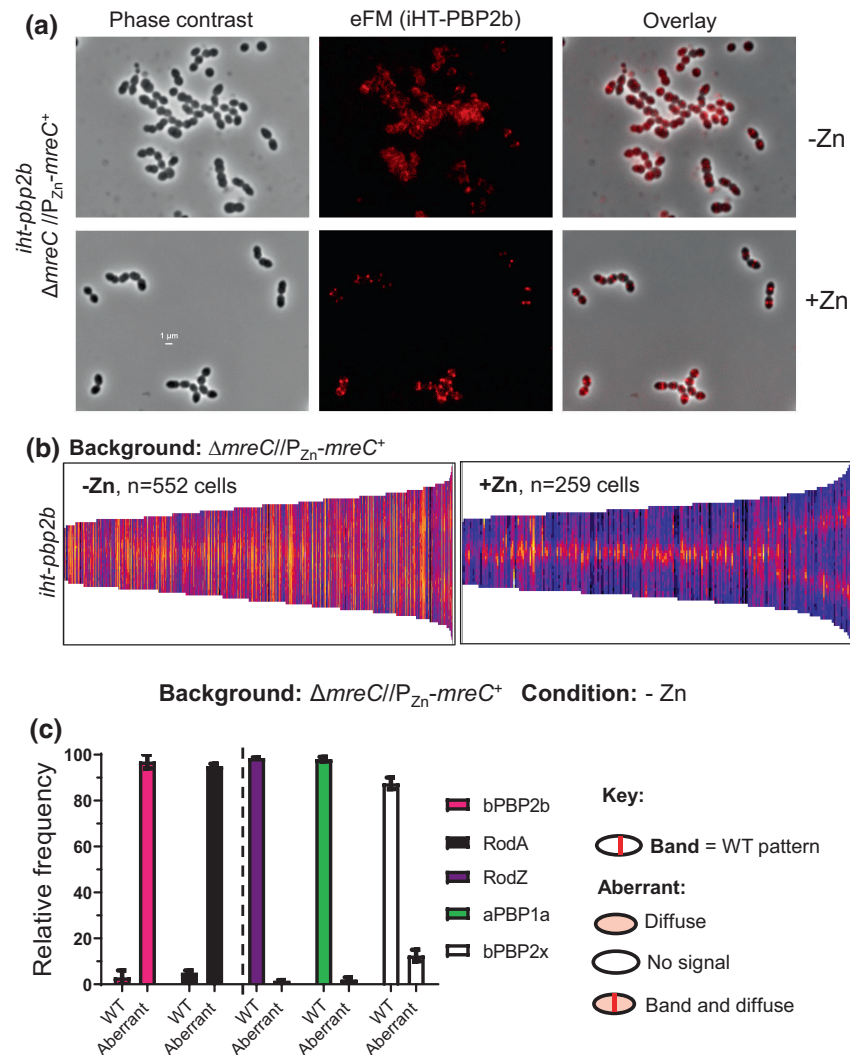 (a)
Phase contrast
eFM (iHT-PBP2b)
Overlay
iht-pbp2b
ΔmreC //P_Zn-mreC⁺
-Zn
1 µm
+Zn
(b) Background: ΔmreC//P_Zn-mreC⁺
iht-pbp2b
-Zn, n=552 cells
+Zn, n=259 cells
Background: ΔmreC//P_Zn-mreC⁺ Condition: - Zn
(c)
Relative frequency
100
80
60
40
20
0
WT
Aberrant
WT
Aberrant
WT
Aberrant
WT
Aberrant
WT
Aberrant
bPBP2b
RodA
RodZ
aPBP1a
bPBP2x
Key:
Band = WT pattern
Aberrant:
Diffuse
No signal
Band and diffuse